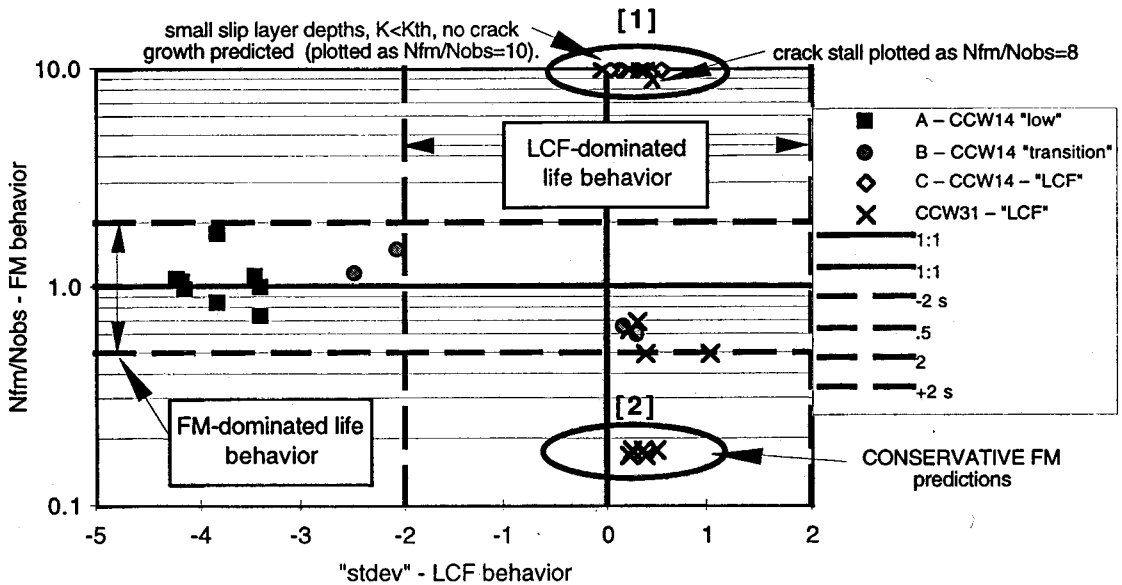 [1]
small slip layer depths, K<Kth, no crack
growth predicted (plotted as Nfm/Nobs=10).
crack stall plotted as Nfm/Nobs=8
10.0
1.0
0.1
Nfm/Nobs - FM behavior
LCF-dominated
life behavior
FM-dominated life
behavior
[2]
CONSERVATIVE FM
predictions
A – CCW14 "low"
B – CCW14 "transition"
C – CCW14 – "LCF"
CCW31 – "LCF"
1:1
1:1
-2 s
.5
2
+2 s
-5 -4 -3 -2 -1 0 1 2
"stdev" - LCF behavior